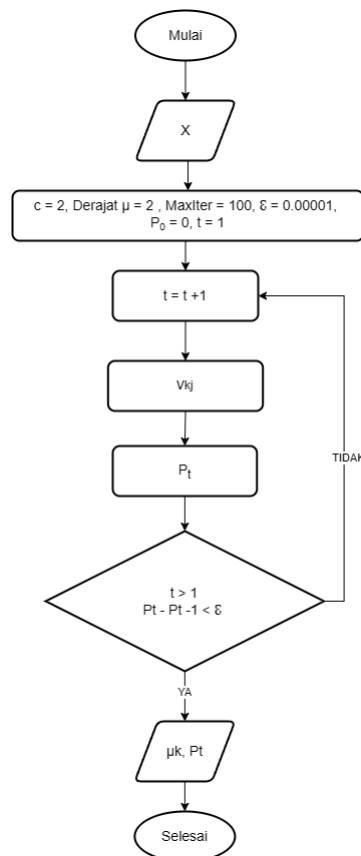 Mulai
X
c = 2, Derajat µ = 2 , MaxIter = 100, Ɛ = 0.00001,
P₀ = 0, t = 1
t = t +1
Vkj
Pₜ
t > 1
Pt - Pt -1 < Ɛ
TIDAK
YA
µk, Pt
Selesai